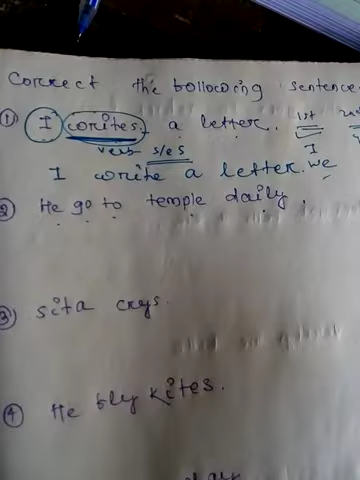 Correct the following sentence
① I writes a letter. 1st
verb s/es I
I write a letter. we
② He go to temple daily.
③ sita crys.
④ He fly kites.